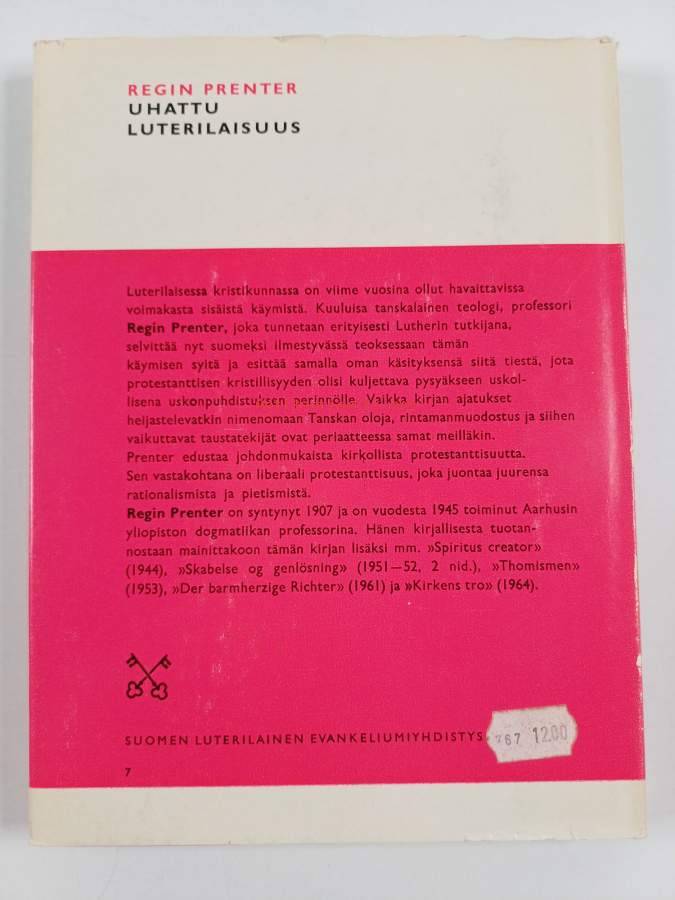 REGIN PRENTER
UHATTU
LUTERILAISUUS
Luterilaisessa kristikunnassa on viime vuosina ollut havaittavissa
voimakasta sisäistä käymistä. Kuuluisa tanskalainen teologi, professori
Regin Prenter, joka tunnetaan erityisesti Lutherin tutkijana,
selvittää nyt suomeksi ilmestyvässä teoksessaan tämän
käymisen syitä ja esittää samalla oman käsityksensä siitä tiestä, jota
protestanttisen kristillisyyden olisi kuljettava pysyäkseen uskol-
lisena uskonpuhdistuksen perinnölle. Vaikka kirjan ajatukset
heijastelevatkin nimenomaan Tanskan oloja, rintamanmuodostus ja siihen
vaikuttavat taustatekijät ovat periaatteessa samat meilläkin.
Prenter edustaa johdonmukaista kirkollista protestanttisuutta.
Sen vastakohtana on liberaali protestanttisuus, joka juontaa juurensa
rationalismista ja pietismistä.
Regin Prenter on syntynyt 1907 ja on vuodesta 1945 toiminut Aarhusin
yliopiston dogmatiikan professorina. Hänen kirjallisesta tuotan-
nostaan mainittakoon tämän kirjan lisäksi mm. »Spiritus creator»
(1944), »Skabelse og genlösning» (1951—52, 2 nid.), »Thomismen»
(1953), »Der barmherzige Richter» (1961) ja »Kirkens tro» (1964).
SUOMEN LUTERILAINEN EVANKELIUMIYHDISTYS
767 1200
7